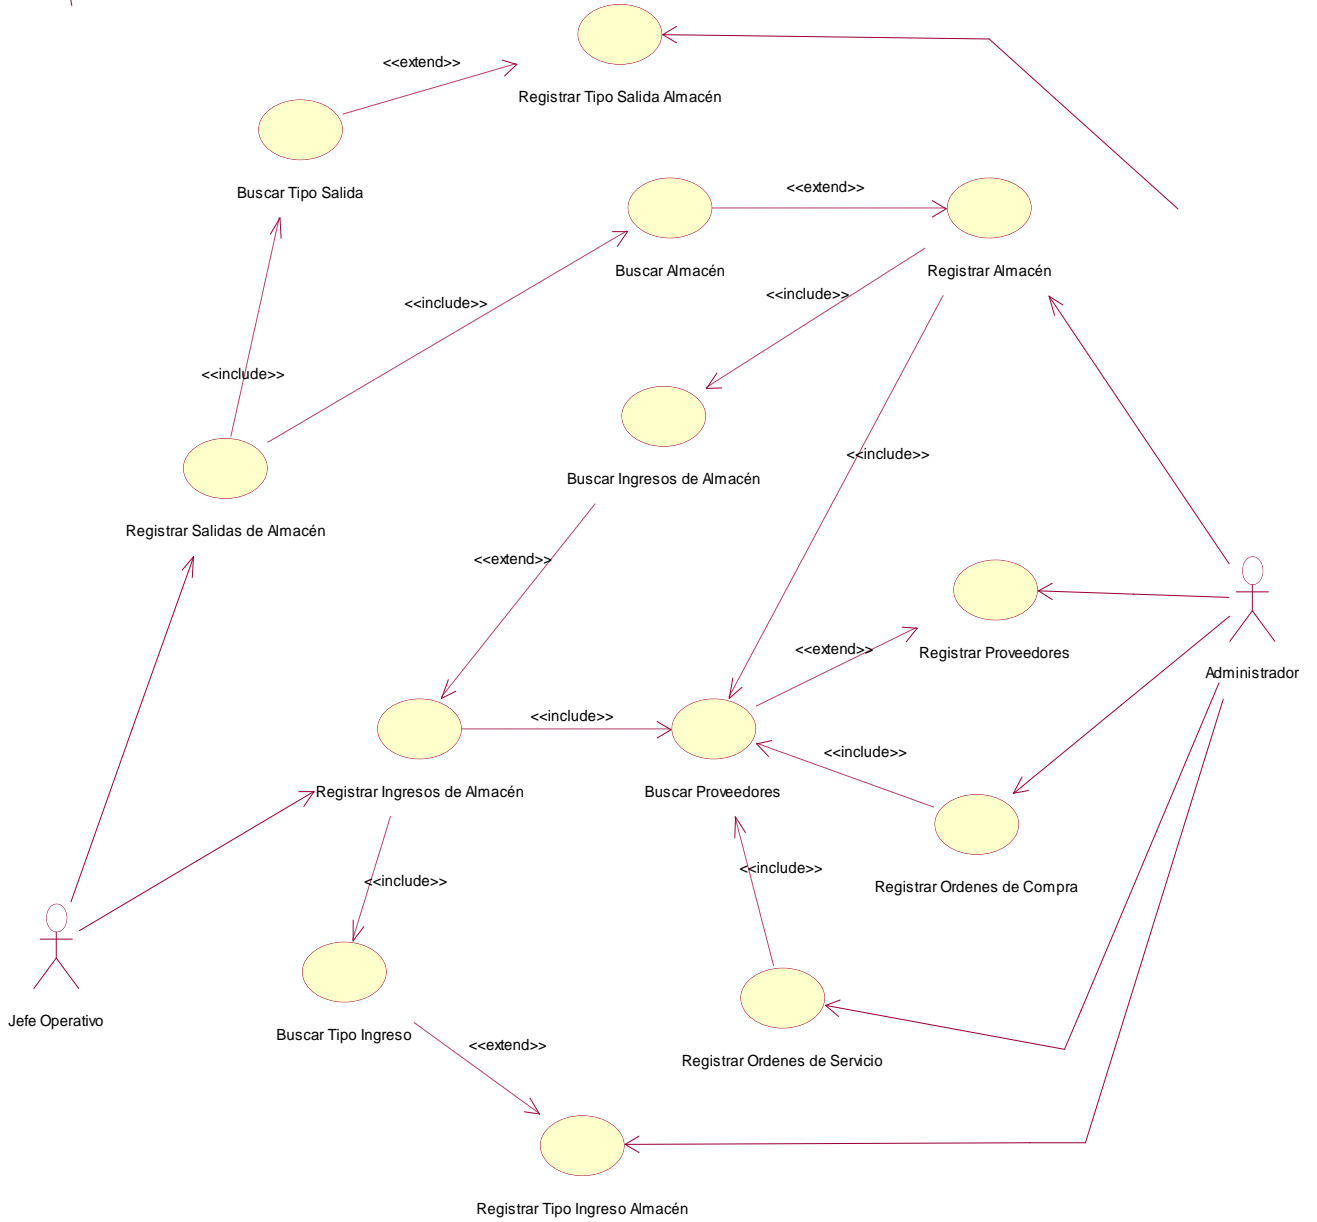 <<extend>>
Registrar Tipo Salida Almacén
Buscar Tipo Salida
<<extend>>
Buscar Almacén
Registrar Almacén
<<include>>
<<include>>
<<include>>
<<include>>
Buscar Ingresos de Almacén
Registrar Salidas de Almacén
<<extend>>
<<extend>>
Registrar Proveedores
Administrador
<<include>>
<<include>>
Registrar Ingresos de Almacén
Buscar Proveedores
<<include>>
<<include>>
Registrar Ordenes de Compra
Jefe Operativo
Buscar Tipo Ingreso
<<extend>>
Registrar Ordenes de Servicio
Registrar Tipo Ingreso Almacén